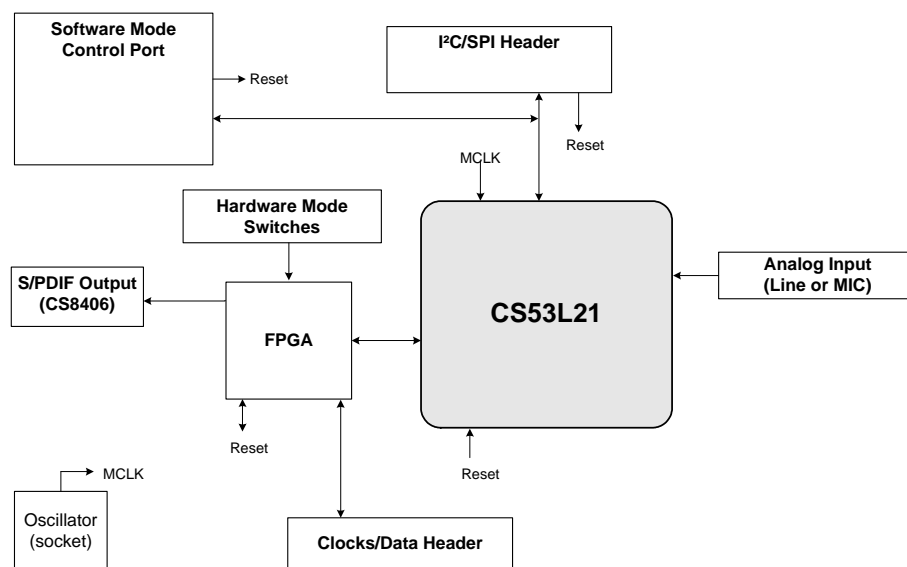 Software Mode
Control Port
Reset
I²C/SPI Header
Reset
MCLK
Hardware Mode
Switches
S/PDIF Output
(CS8406)
FPGA
CS53L21
Analog Input
(Line or MIC)
Reset
Reset
MCLK
Oscillator
(socket)
Clocks/Data Header